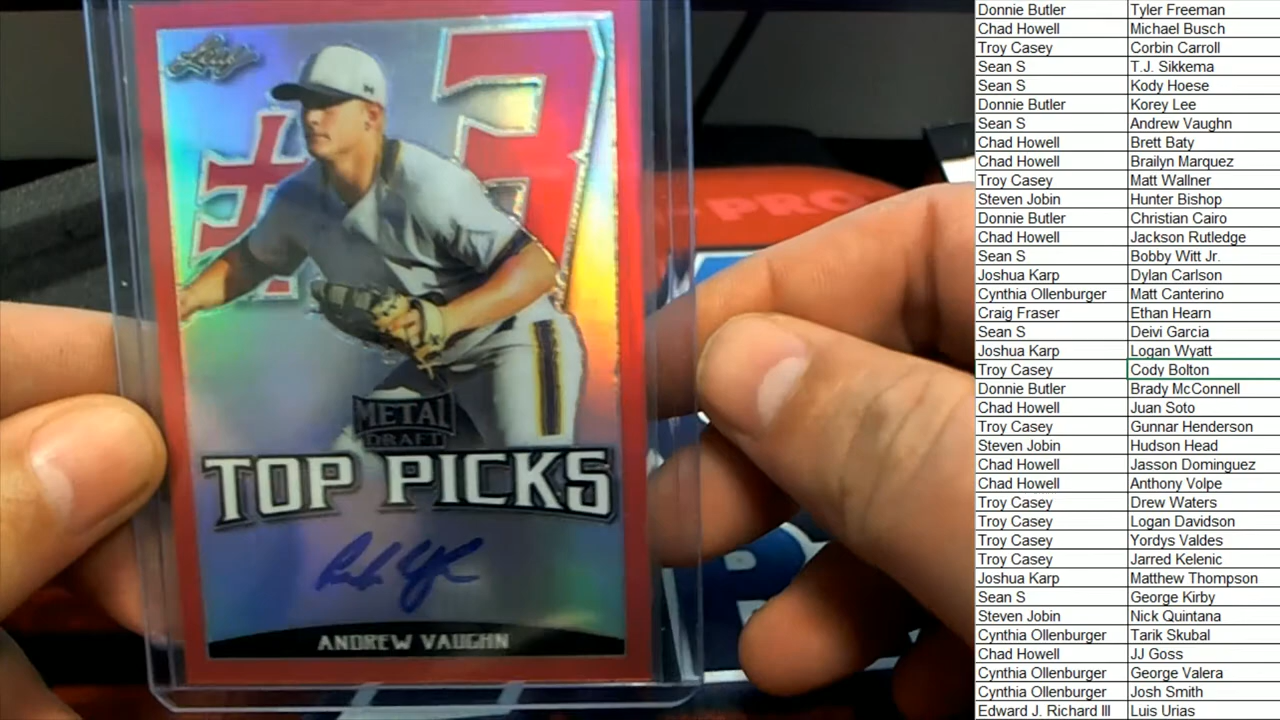 Leaf
#3
METAL
DRAFT
TOP PICKS
ANDREW VAUGHN
PRO
Donnie Butler Tyler Freeman
Chad Howell Michael Busch
Troy Casey Corbin Carroll
Sean S T.J. Sikkema
Sean S Kody Hoese
Donnie Butler Korey Lee
Sean S Andrew Vaughn
Chad Howell Brett Baty
Chad Howell Brailyn Marquez
Troy Casey Matt Wallner
Steven Jobin Hunter Bishop
Donnie Butler Christian Cairo
Chad Howell Jackson Rutledge
Sean S Bobby Witt Jr.
Joshua Karp Dylan Carlson
Cynthia Ollenburger Matt Canterino
Craig Fraser Ethan Hearn
Sean S Deivi Garcia
Joshua Karp Logan Wyatt
Troy Casey Cody Bolton
Donnie Butler Brady McConnell
Chad Howell Juan Soto
Troy Casey Gunnar Henderson
Steven Jobin Hudson Head
Chad Howell Jasson Dominguez
Chad Howell Anthony Volpe
Troy Casey Drew Waters
Troy Casey Logan Davidson
Troy Casey Yordys Valdes
Troy Casey Jarred Kelenic
Joshua Karp Matthew Thompson
Sean S George Kirby
Steven Jobin Nick Quintana
Cynthia Ollenburger Tarik Skubal
Chad Howell JJ Goss
Cynthia Ollenburger George Valera
Cynthia Ollenburger Josh Smith
Edward J. Richard III Luis Urias